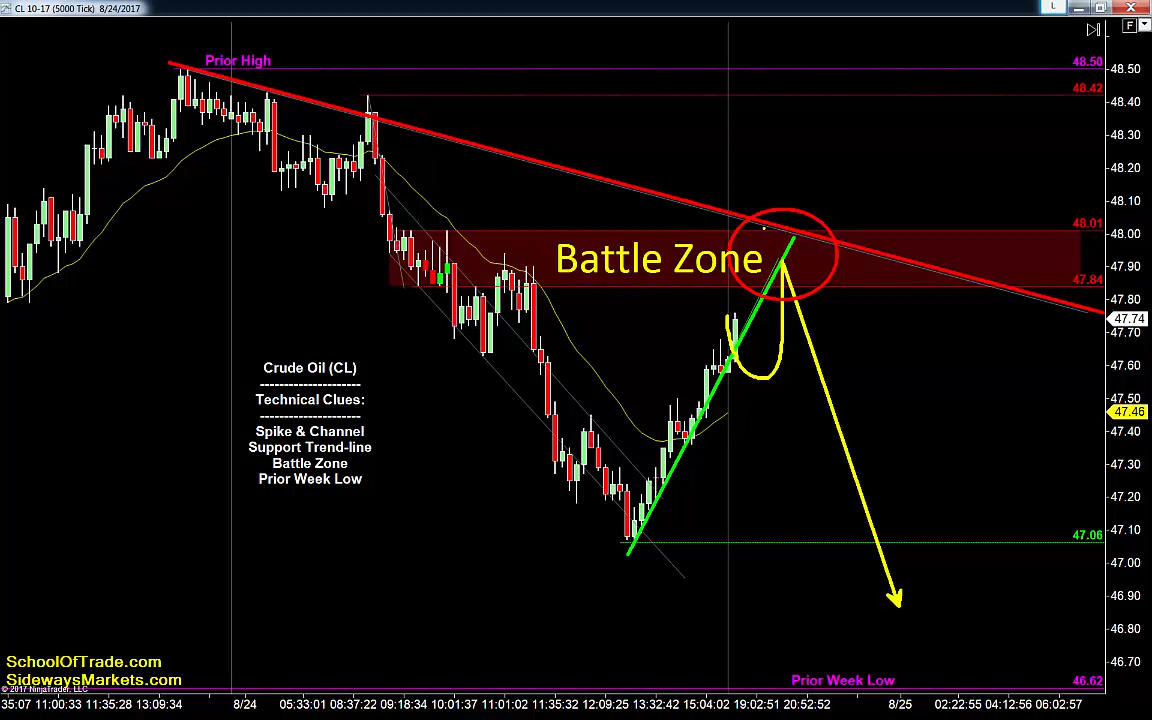 CL 10-17 (5000 Tick) 8/24/2017
L
F
Prior High
48.50
48.42
48.01
47.84
47.06
46.62
48.50
48.40
48.30
48.20
48.10
48.00
47.90
47.80
47.74
47.70
47.60
47.50
47.46
47.40
47.30
47.20
47.10
47.00
46.90
46.80
46.70
Battle Zone
Crude Oil (CL)
---------------------
Technical Clues:
---------------------
Spike & Channel
Support Trend-line
Battle Zone
Prior Week Low
Prior Week Low
SchoolOfTrade.com
SidewaysMarkets.com
© 2017 NinjaTrader, LLC
35:07 11:00:33 11:35:28 13:09:34 8/24 05:33:01 08:37:22 09:18:34 10:01:37 11:01:02 11:35:32 12:09:25 13:32:42 15:04:02 19:02:51 20:52:52 8/25 02:22:55 04:12:56 06:02:57